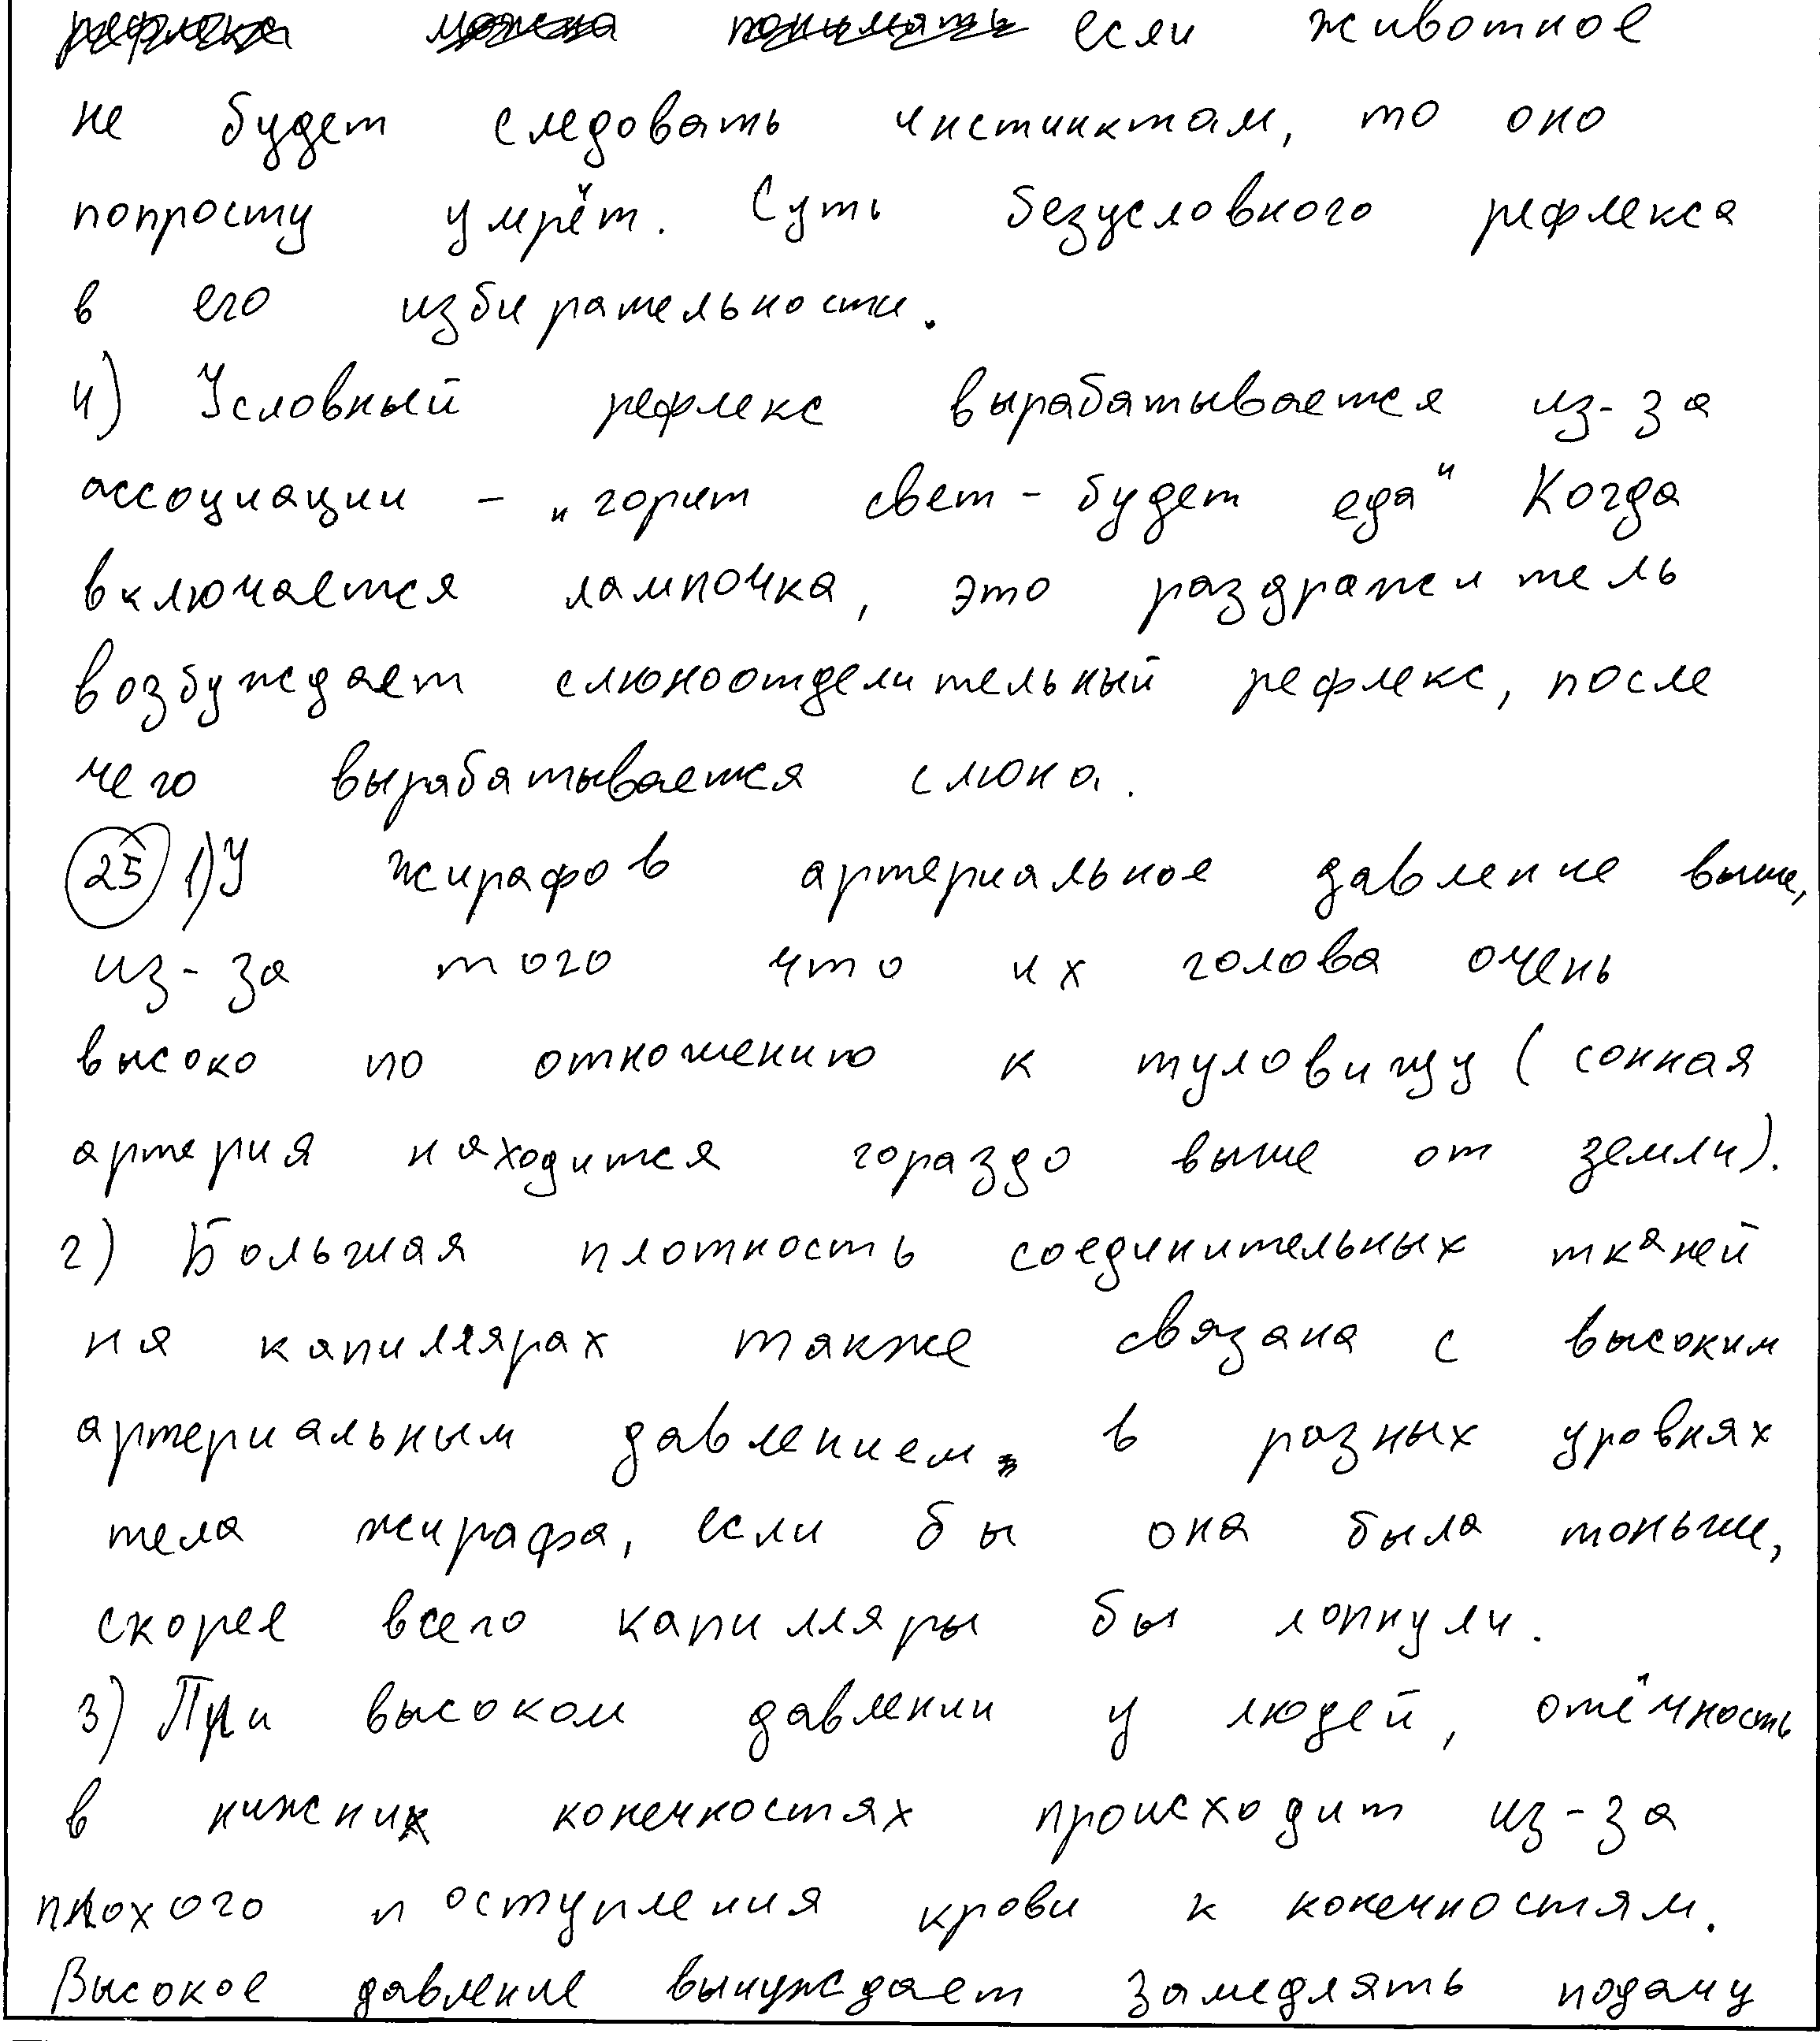 рефлекса можно понимать если животное
не будет следовать инстинктам, то оно
попросту умрёт. Суть безусловного рефлекса
в его избирательности.
4) Условный рефлекс вырабатывается из-за
ассоциации - „горит свет - будет еда" Когда
включается лампочка, это раздражитель
возбуждает слюноотделительный рефлекс, после
чего вырабатывается слюна.
25 1) У жирафов артериальное давление выше,
из-за того что их голова очень
высоко по отношению к туловищу (сонная
артерия находится гораздо выше от земли).
2) Большая плотность соединительных тканей
на капиллярах также связана с высоким
артериальным давлением, в разных уровнях
тела жирафа, если бы она была тоньше,
скорее всего капилляры бы лопнули.
3) При высоком давлении у людей, отёчность
в нижних конечностях происходит из-за
плохого поступления крови к конечностям.
Высокое давление вынуждает замедлять подачу